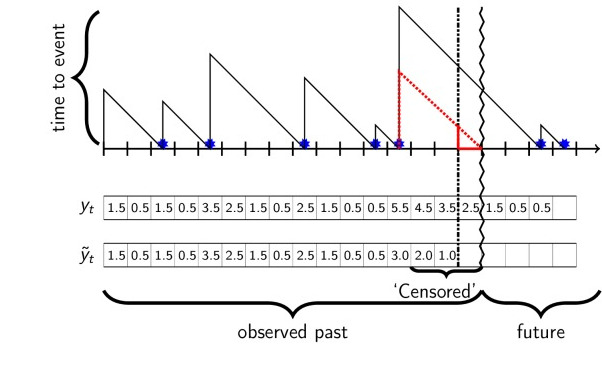 time to event
yₜ 1.5 0.5 1.5 0.5 3.5 2.5 1.5 0.5 2.5 1.5 0.5 0.5 5.5 4.5 3.5 2.5 1.5 0.5 0.5
ỹₜ 1.5 0.5 1.5 0.5 3.5 2.5 1.5 0.5 2.5 1.5 0.5 0.5 3.0 2.0 1.0
‘Censored’
observed past future